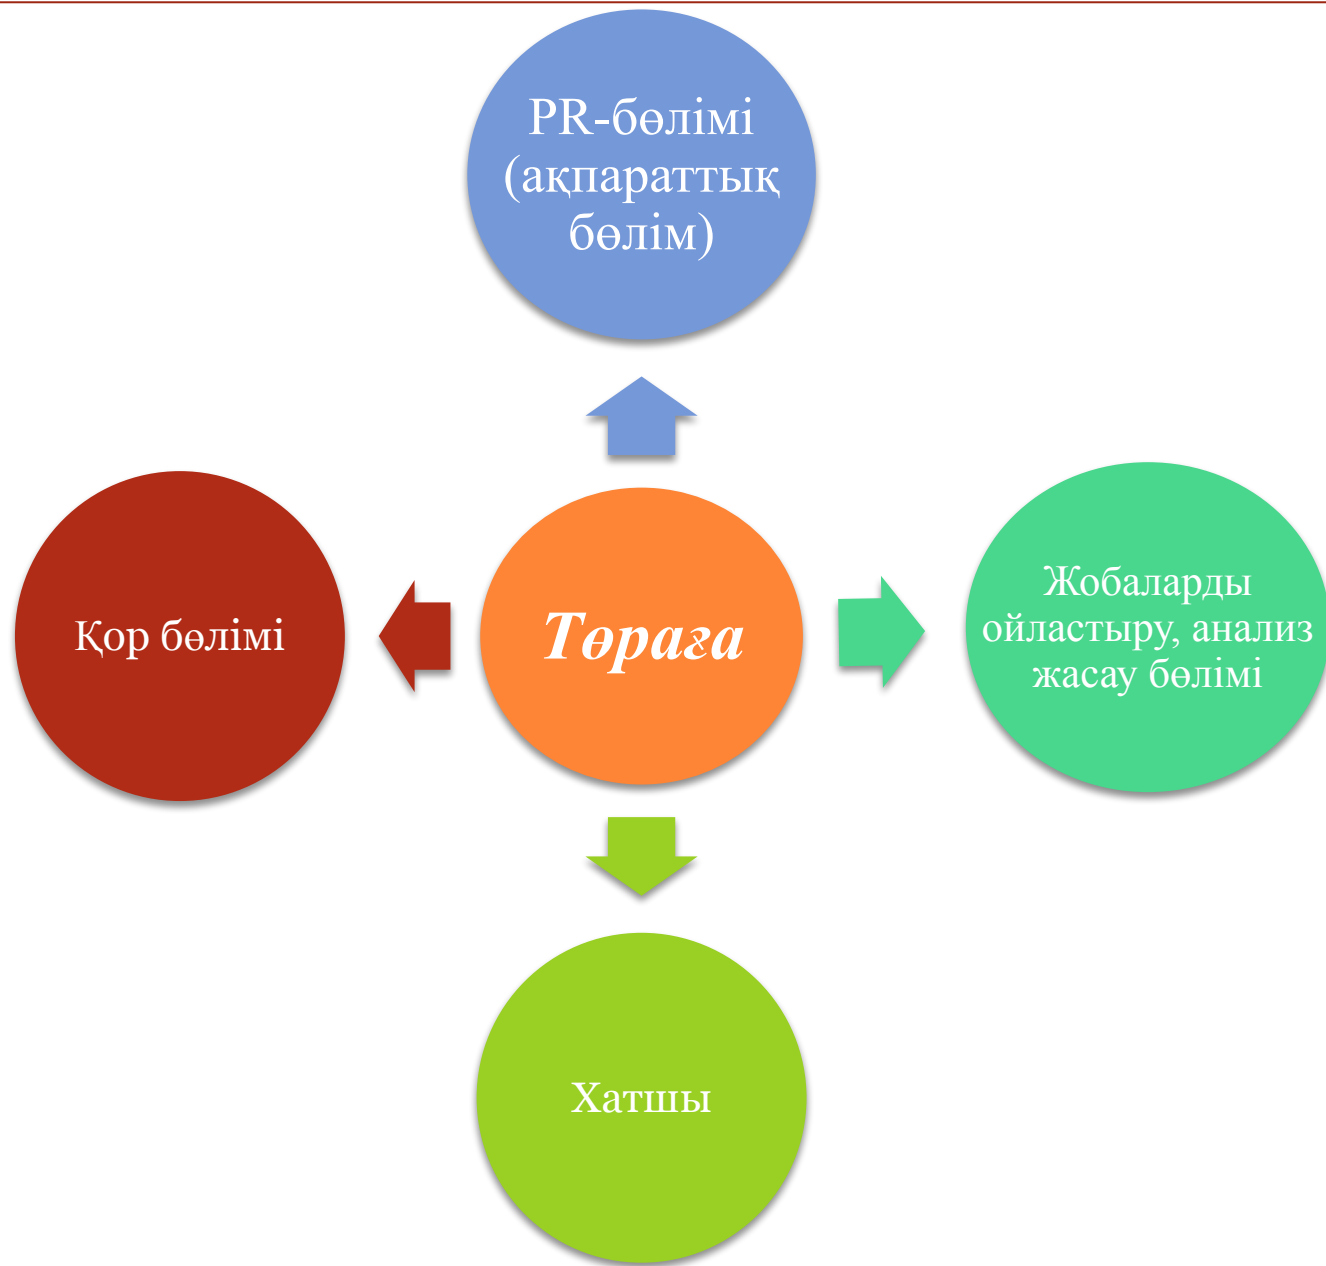 PR-бөлімі
(ақпараттық
бөлім)
Қор бөлімі
Төраға
Жобаларды
ойластыру, анализ
жасау бөлімі
Хатшы